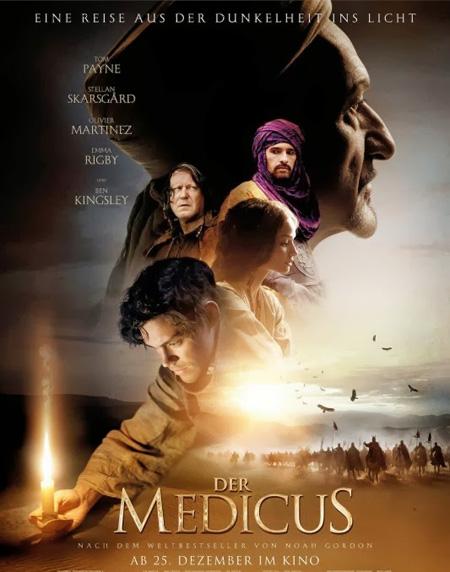 EINE REISE AUS DER DUNKELHEIT INS LICHT
TOM
PAYNE
STELLAN
SKARSGÅRD
OLIVIER
MARTINEZ
EMMA
RIGBY
UND
BEN
KINGSLEY
DER
MEDICUS
NACH DEM WELTBESTSELLER VON NOAH GORDON
AB 25. DEZEMBER IM KINO